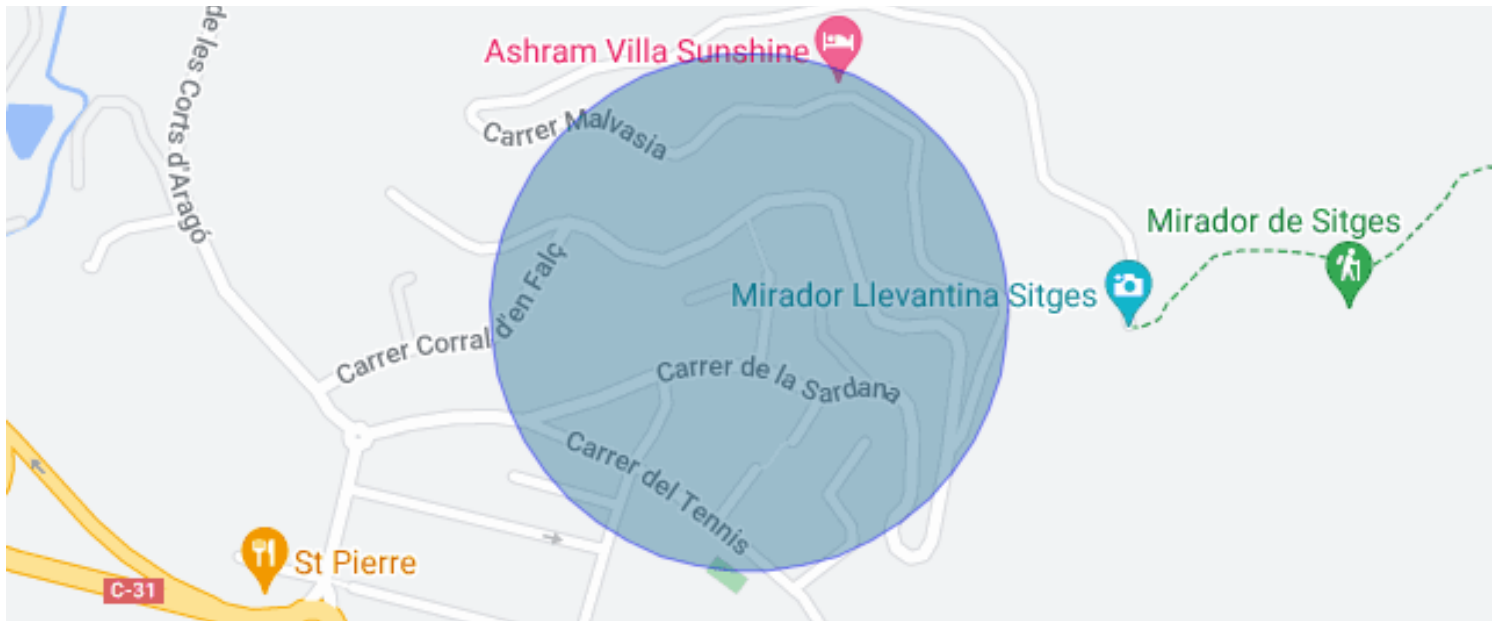 de les Corts d'Aragó
Ashram Villa Sunshine
Carrer Malvasia
Mirador de Sitges
Mirador Llevantina Sitges
Carrer Corral d'en Falç
Carrer de la Sardana
Carrer del Tennis
St Pierre
C-31